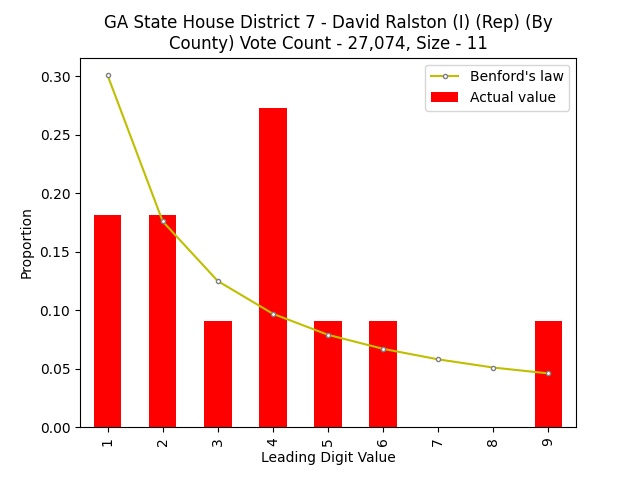 GA State House District 7 - David Ralston (I) (Rep) (By
County) Vote Count - 27,074, Size - 11
Benford's law
Actual value
Proportion
0.30
0.25
0.20
0.15
0.10
0.05
0.00
1 2 3 4 5 6 7 8 9
Leading Digit Value